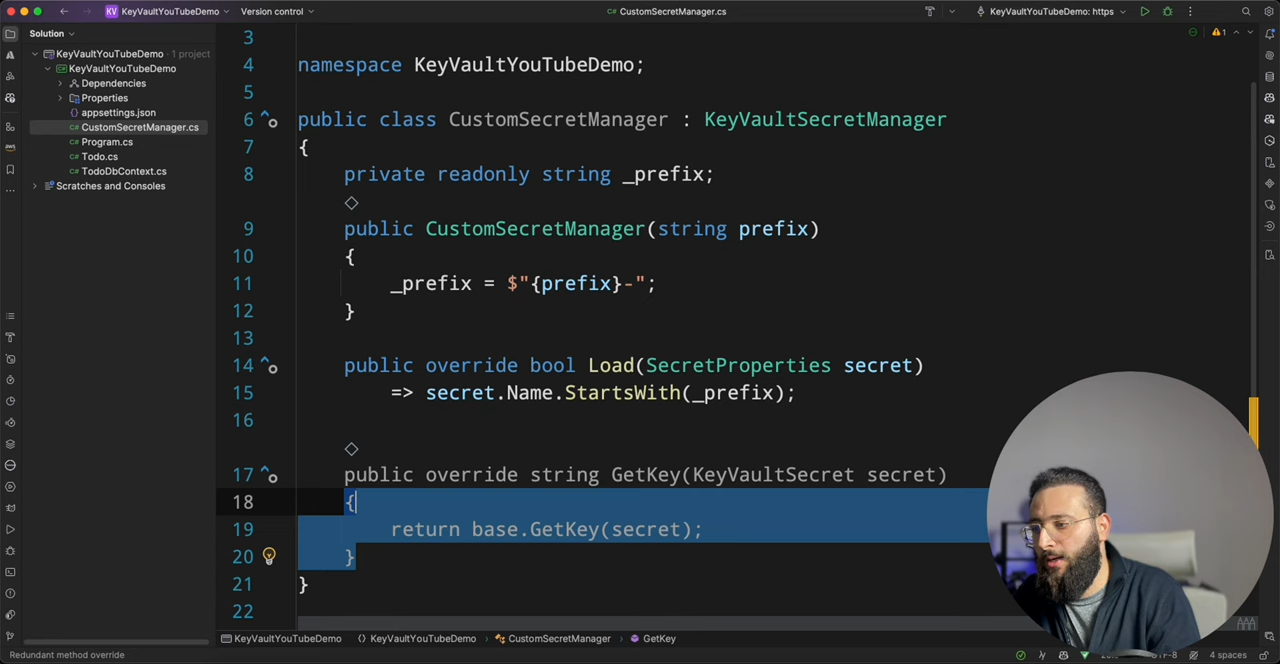 KV KeyVaultYouTubeDemo
Version control
CustomSecretManager.cs
KeyVaultYouTubeDemo: https
Solution
KeyVaultYouTubeDemo · 1 project
KeyVaultYouTubeDemo
Dependencies
Properties
appsettings.json
C# CustomSecretManager.cs
C# Program.cs
C# Todo.cs
C# TodoDbContext.cs
Scratches and Consoles
aws
1
3
4 namespace KeyVaultYouTubeDemo;
5
6 public class CustomSecretManager : KeyVaultSecretManager
7 {
8 private readonly string _prefix;
9 public CustomSecretManager(string prefix)
10 {
11 _prefix = $"{prefix}-";
12 }
13
14 public override bool Load(SecretProperties secret)
15 => secret.Name.StartsWith(_prefix);
16
17 public override string GetKey(KeyVaultSecret secret)
18 {
19 return base.GetKey(secret);
20 }
21 }
22
KeyVaultYouTubeDemo
KeyVaultYouTubeDemo
CustomSecretManager
GetKey
Redundant method override
4 spaces